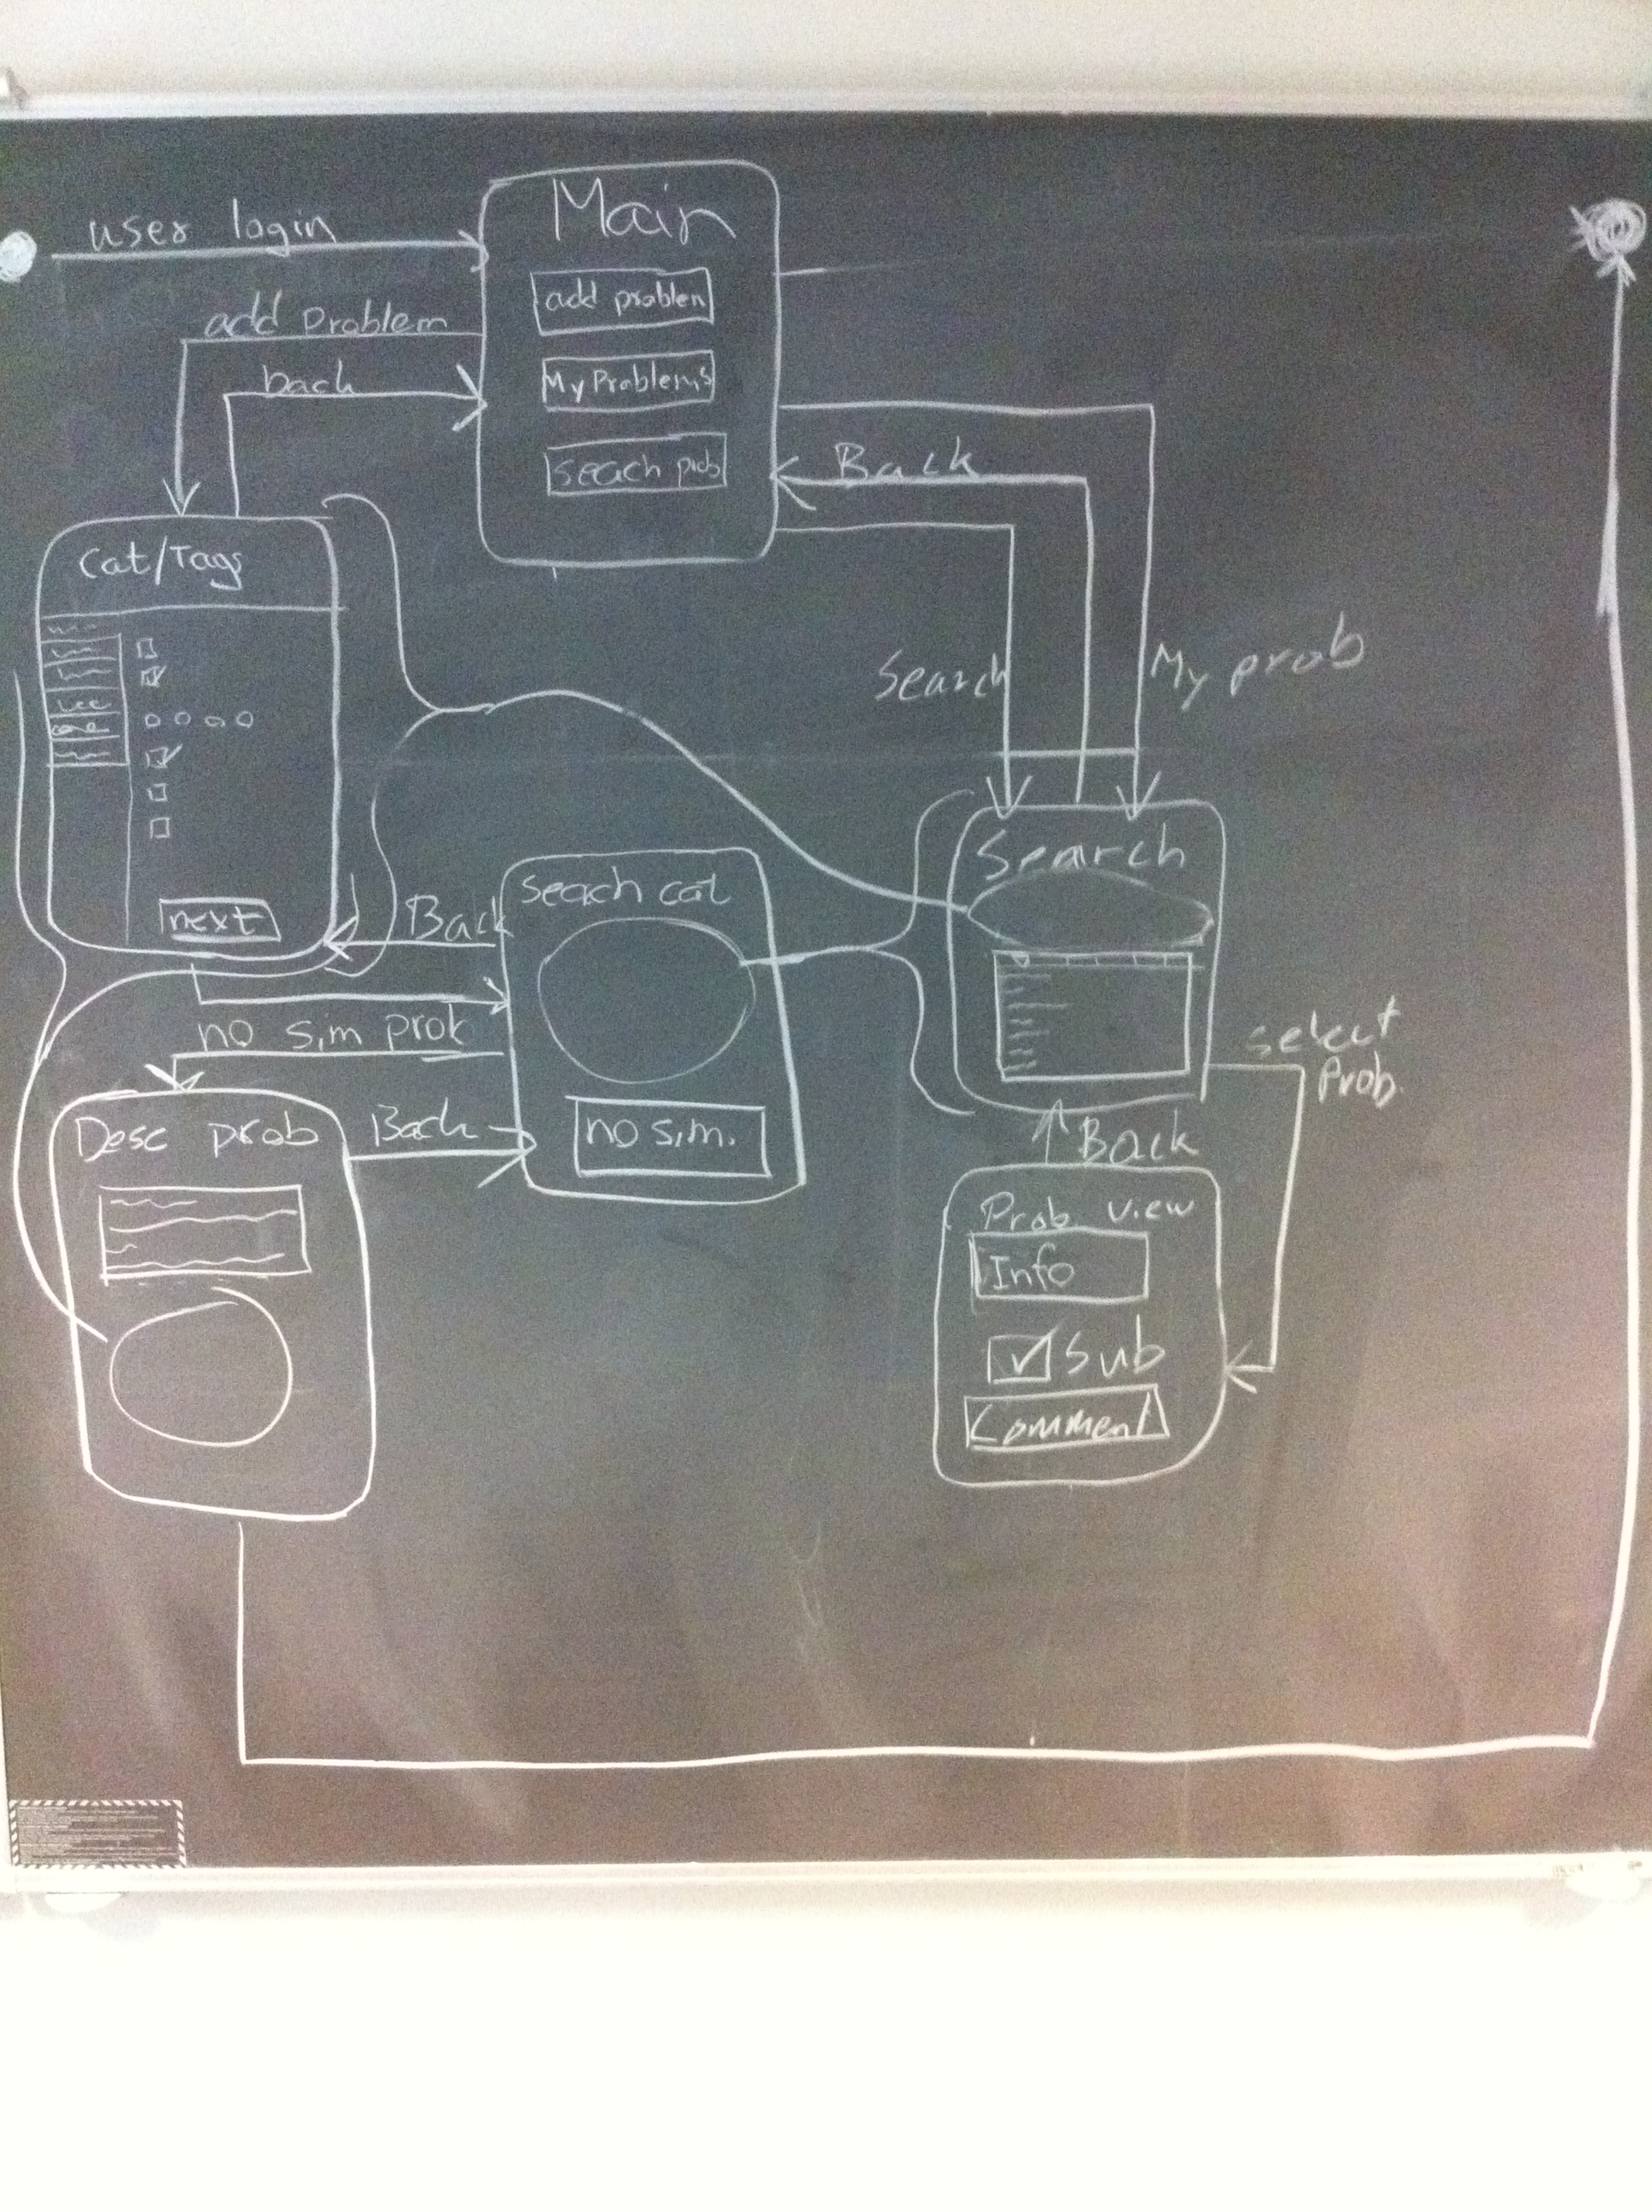 Main
user login
add problem
add Problem
My Problems
back
seach prob
Back
Cat/Tags
Search
My prob
Search
seach cat
next
Back
no sim prob
select
Prob.
Desc prob
Back
no sim.
Back
Prob view
Info
Sub
Comment